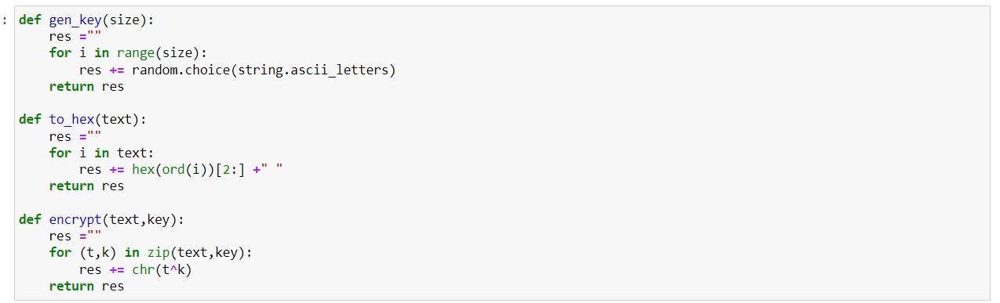 : def gen_key(size):
    res =""
    for i in range(size):
        res += random.choice(string.ascii_letters)
    return res

def to_hex(text):
    res =""
    for i in text:
        res += hex(ord(i))[2:] +" "
    return res

def encrypt(text,key):
    res =""
    for (t,k) in zip(text,key):
        res += chr(t^k)
    return res